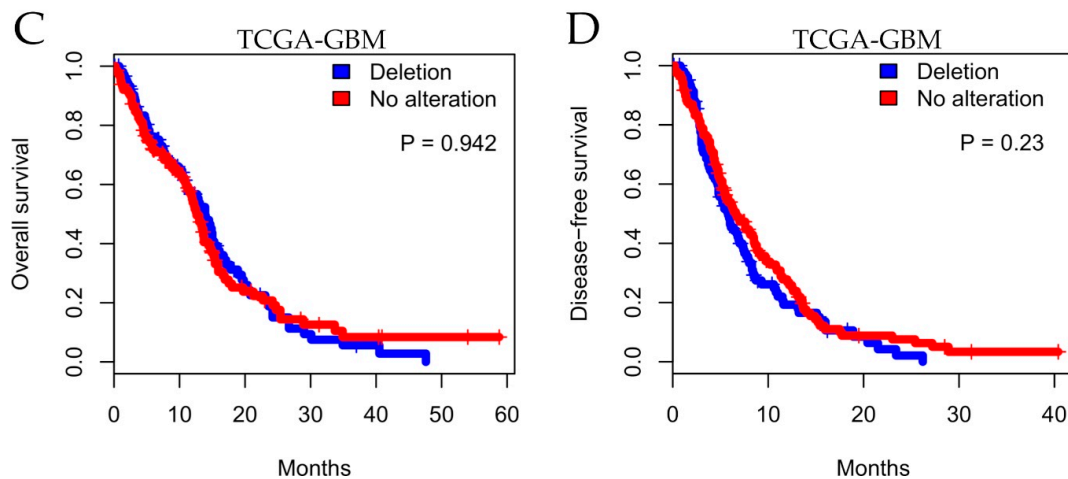 C
TCGA-GBM
Deletion
No alteration
P = 0.942
Overall survival
1.0
0.8
0.6
0.4
0.2
0.0
0 10 20 30 40 50 60
Months
D
TCGA-GBM
Deletion
No alteration
P = 0.23
Disease−free survival
1.0
0.8
0.6
0.4
0.2
0.0
0 10 20 30 40
Months